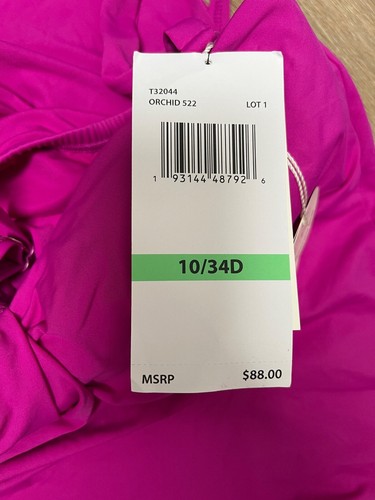 T32044
ORCHID 522 LOT 1
1 93144 48792 6
10/34D
MSRP $88.00